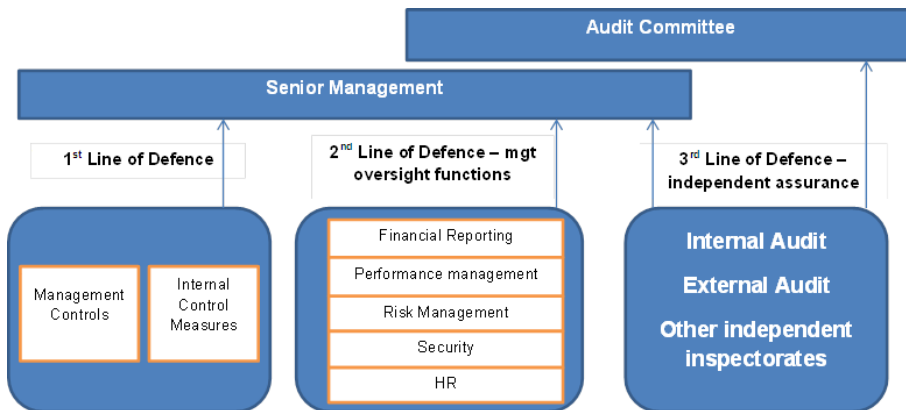 Audit Committee
Senior Management
1st Line of Defence
2nd Line of Defence – mgt
oversight functions
3rd Line of Defence –
independent assurance
Management
Controls
Internal
Control
Measures
Financial Reporting
Performance management
Risk Management
Security
HR
Internal Audit
External Audit
Other independent
inspectorates